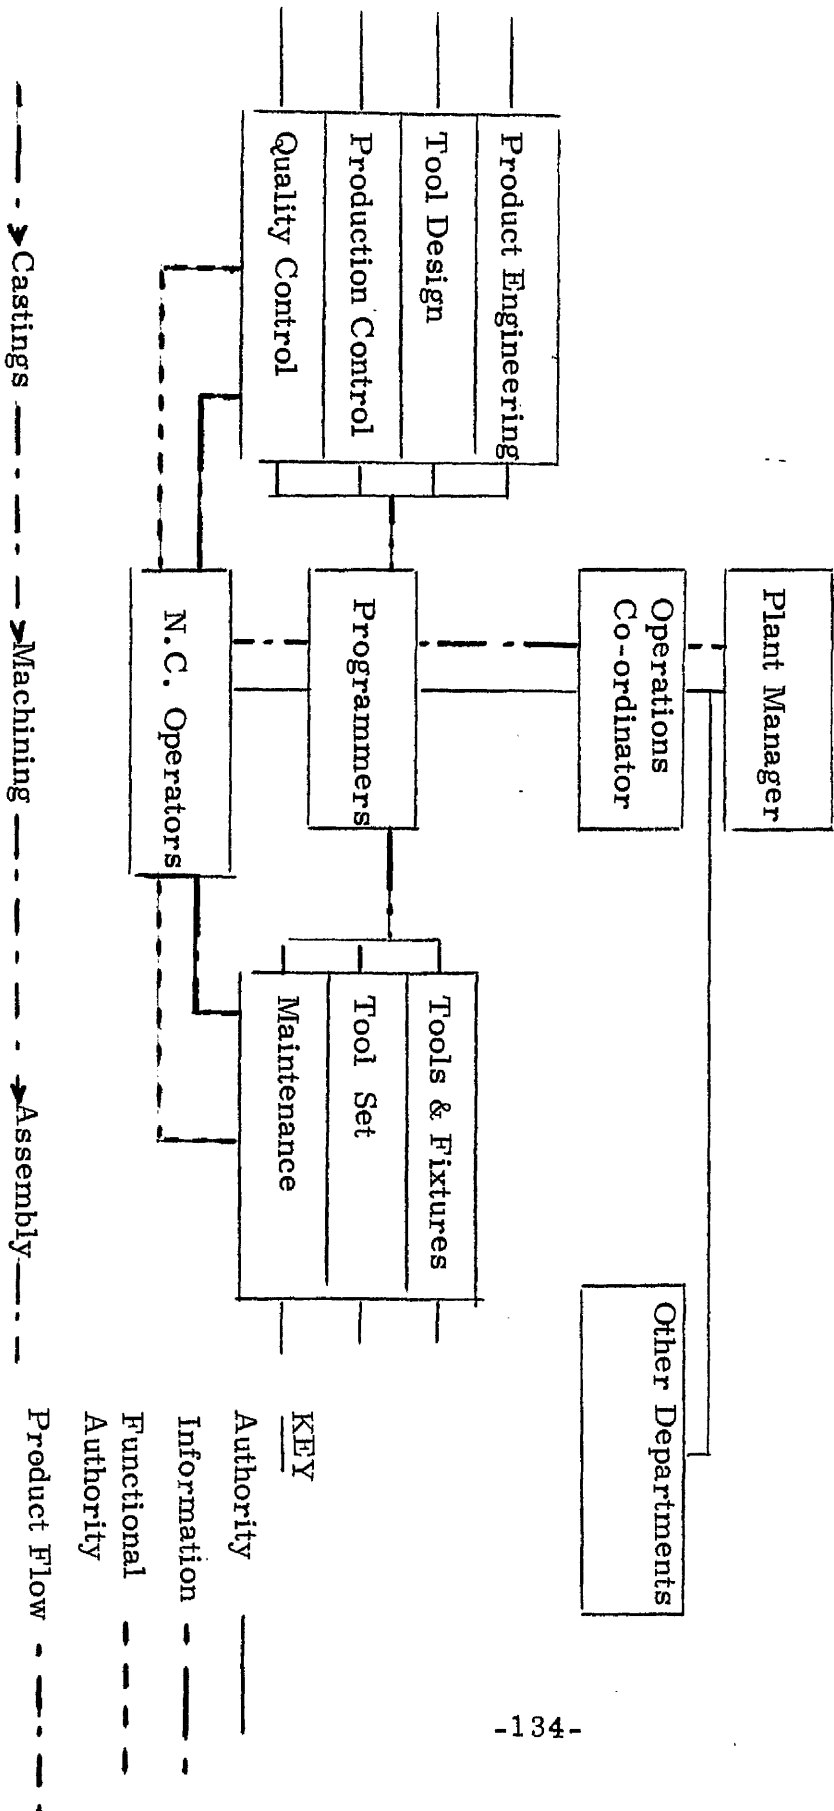 Plant Manager
Operations
Co-ordinator
Other Departments
Product Engineering
Tool Design
Production Control
Quality Control
Programmers
Tools & Fixtures
Tool Set
Maintenance
N.C. Operators
Castings
Machining
Assembly
KEY
Authority
Information
Functional
Authority
Product Flow
-134-